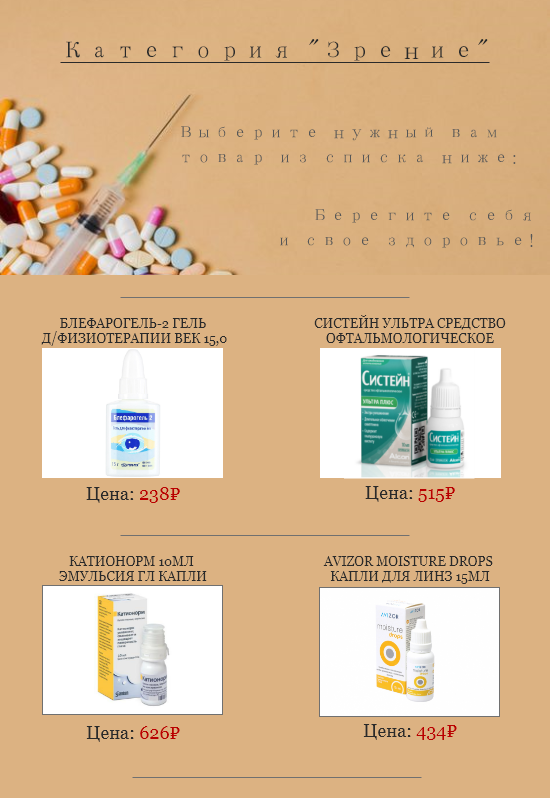 Категория "Зрение"
Выберите нужный вам
товар из списка ниже:
Берегите себя
и свое здоровье!
БЛЕФАРОГЕЛЬ-2 ГЕЛЬ
Д/ФИЗИОТЕРАПИИ ВЕК 15,0
СИСТЕЙН УЛЬТРА СРЕДСТВО
ОФТАЛЬМОЛОГИЧЕСКОЕ
Блефарогель 2
СИСТЕЙН
УЛЬТРА ПЛЮС
Alcon
СИСТЕЙН
Цена: 238₽
Цена: 515₽
КАТИОНОРМ 10МЛ
ЭМУЛЬСИЯ ГЛ КАПЛИ
AVIZOR MOISTURE DROPS
КАПЛИ ДЛЯ ЛИНЗ 15МЛ
Катионорм
Катионорм
AVIZOR
moisture
drops
Цена: 626₽
Цена: 434₽